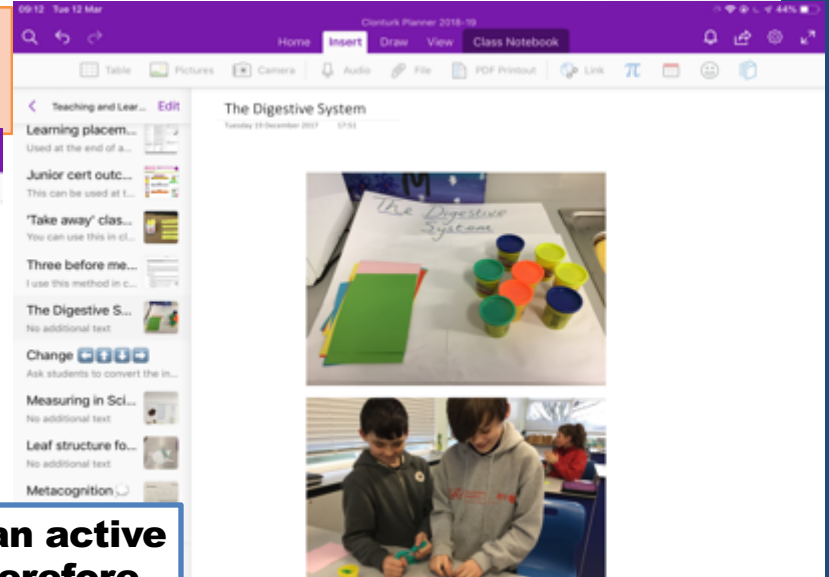 09:12 Tue 12 Mar
44%
Clonturk Planner 2018-19
Home Insert Draw View Class Notebook
Table Pictures Camera Audio File PDF Printout Link π
Teaching and Lear... Edit
Learning placem...
Used at the end of a...
Junior cert outc...
This can be used at t...
'Take away' clas...
You can use this in cl...
Three before me...
I use this method in c...
The Digestive S...
No additional text
Change ⬅️⬆️⬇️➡️
Ask students to convert the in...
Measuring in Sci...
No additional text
Leaf structure fo...
No additional text
Metacognition
The Digestive System
Tuesday 19 December 2017 17:51
The Digestive
System
an active